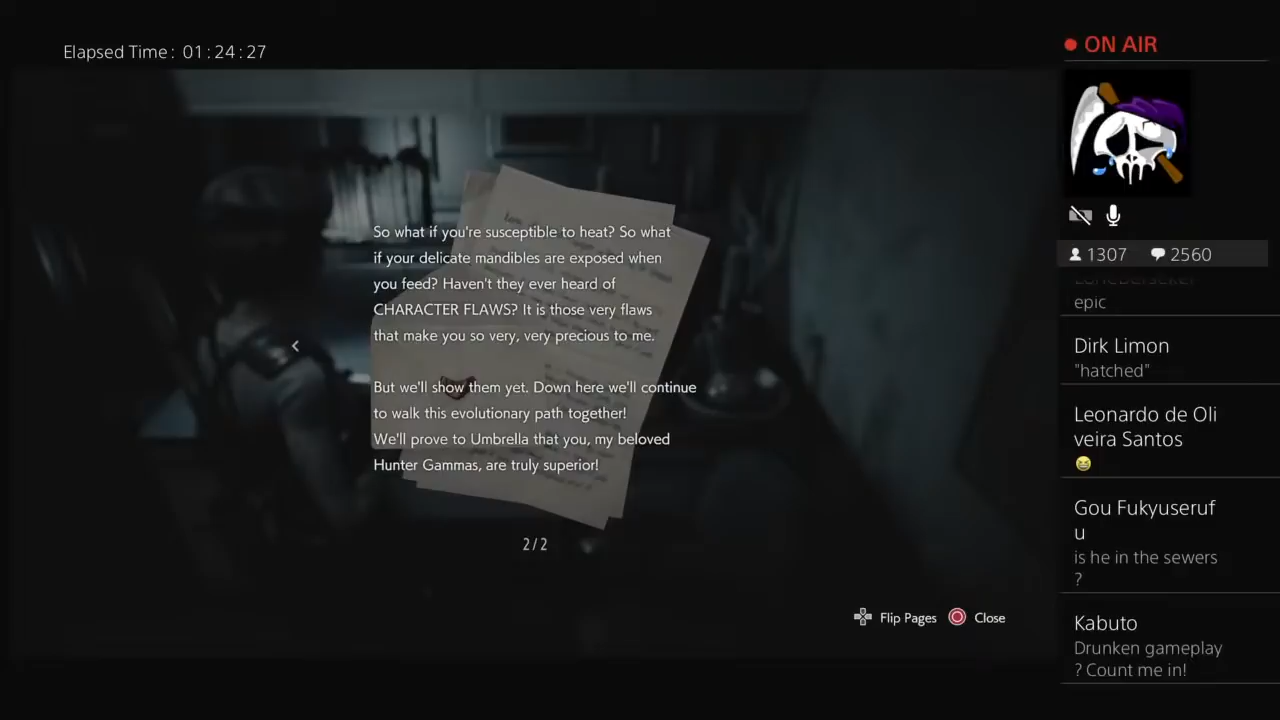 Elapsed Time: 01:24:27
ON AIR
1307 2560
epic
Dirk Limon
"hatched"
Leonardo de Oli
veira Santos
😆
Gou Fukyuseruf
u
is he in the sewers
?
Kabuto
Drunken gameplay
? Count me in!
So what if you're susceptible to heat? So what
if your delicate mandibles are exposed when
you feed? Haven't they ever heard of
CHARACTER FLAWS? It is those very flaws
that make you so very, very precious to me.
But we'll show them yet. Down here we'll continue
to walk this evolutionary path together!
We'll prove to Umbrella that you, my beloved
Hunter Gammas, are truly superior!
<
2/2
Flip Pages Close